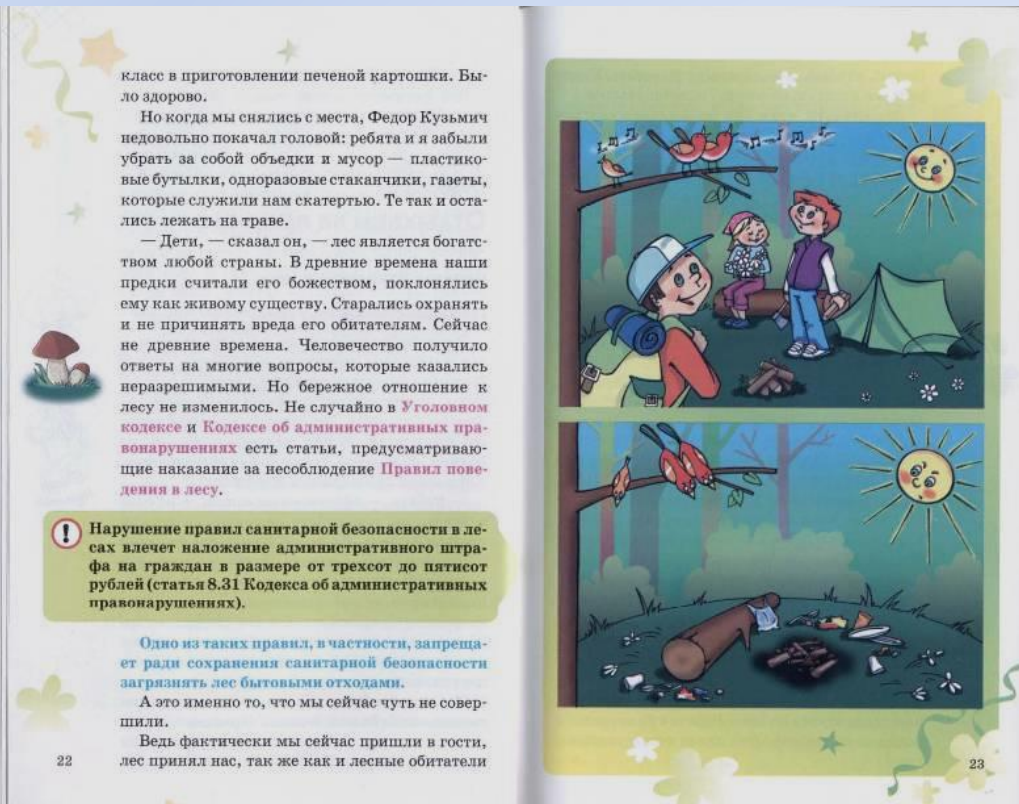 класс в приготовлении печеной картошки. Бы-
ло здорово.
Но когда мы снялись с места, Федор Кузьмич
недовольно покачал головой: ребята и я забыли
убрать за собой объедки и мусор — пластико-
вые бутылки, одноразовые стаканчики, газеты,
которые служили нам скатертью. Те так и оста-
лись лежать на траве.
— Дети, — сказал он, — лес является богатс-
твом любой страны. В древние времена наши
предки считали его божеством, поклонялись
ему как живому существу. Старались охранять
и не причинять вреда его обитателям. Сейчас
не древние времена. Человечество получило
ответы на многие вопросы, которые казались
неразрешимыми. Но бережное отношение к
лесу не изменилось. Не случайно в Уголовном
кодексе и Кодексе об административных пра-
вонарушениях есть статьи, предусматриваю-
щие наказание за несоблюдение Правил пове-
дения в лесу.
! Нарушение правил санитарной безопасности в ле-
сах влечет наложение административного штра-
фа на граждан в размере от трехсот до пятисот
рублей (статья 8.31 Кодекса об административных
правонарушениях).
Одно из таких правил, в частности, запреща-
ет ради сохранения санитарной безопасности
загрязнять лес бытовыми отходами.
А это именно то, что мы сейчас чуть не совер-
шили.
Ведь фактически мы сейчас пришли в гости,
лес принял нас, так же как и лесные обитатели
22
23